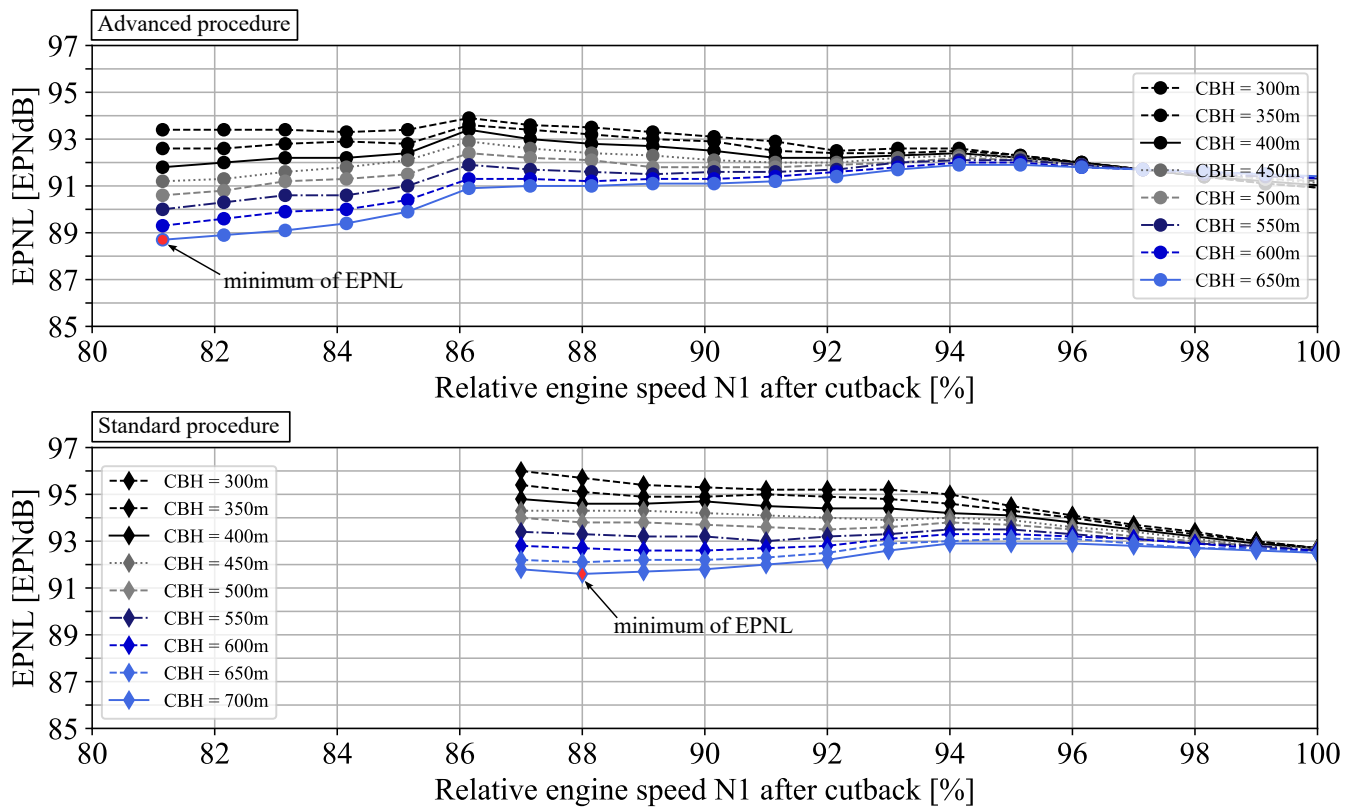 Advanced procedure
97
95
93
91
89
87
85
EPNL [EPNdB]
CBH = 300m
CBH = 350m
CBH = 400m
CBH = 450m
CBH = 500m
CBH = 550m
CBH = 600m
CBH = 650m
minimum of EPNL
80 82 84 86 88 90 92 94 96 98 100
Relative engine speed N1 after cutback [%]
Standard procedure
97
95
93
91
89
87
85
EPNL [EPNdB]
CBH = 300m
CBH = 350m
CBH = 400m
CBH = 450m
CBH = 500m
CBH = 550m
CBH = 600m
CBH = 650m
CBH = 700m
minimum of EPNL
80 82 84 86 88 90 92 94 96 98 100
Relative engine speed N1 after cutback [%]